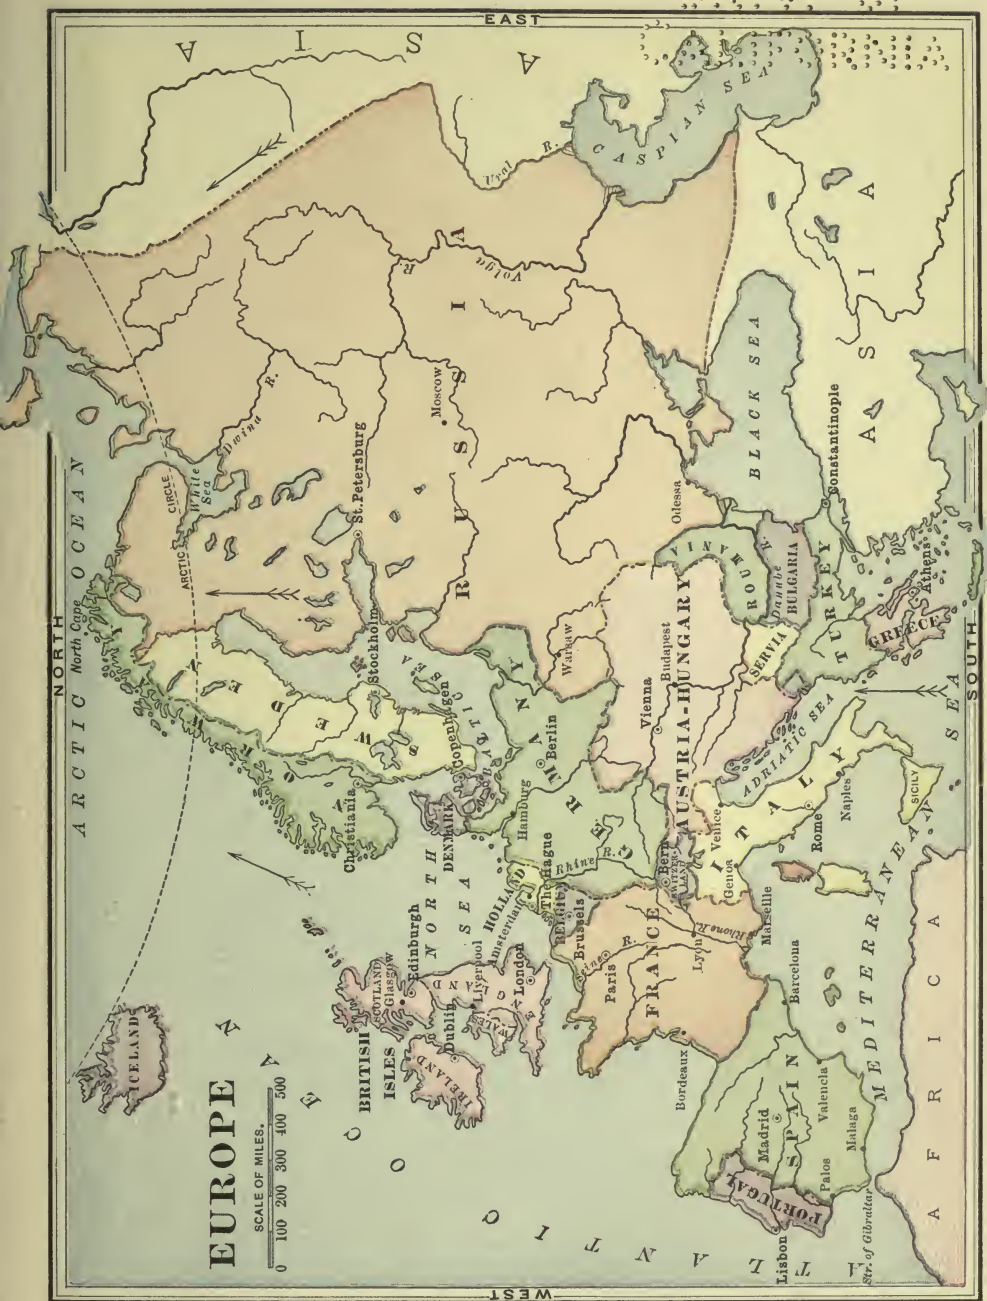 EUROPE
SCALE OF MILES.
0 100 200 300 400 500
NORTH
EAST
SOUTH
WEST
ARCTIC OCEAN
North Cape
ARCTIC CIRCLE
White Sea
Dwina R.
ICELAND
ATLANTIC OCEAN
NORWAY
SWEDEN
Christiania
Stockholm
St. Petersburg
Moscow
RUSSIA
Volga R.
Ural R.
ASIA
CASPIAN SEA
BRITISH ISLES
SCOTLAND
Glasgow
Edinburgh
IRELAND
Dublin
Liverpool
ENGLAND
WALES
London
NORTH SEA
DENMARK
Copenhagen
BALTIC SEA
HOLLAND
Amsterdam
The Hague
BELGIUM
Brussels
Hamburg
Berlin
GERMANY
Rhine R.
Warsaw
Seine R.
Paris
FRANCE
Lyon
Rhone R.
Bordeaux
Marseille
Bern
SWITZERLAND
AUSTRIA-HUNGARY
Vienna
Budapest
Odessa
ROUMANIA
Danube R.
BULGARIA
SERVIA
TURKEY
Constantinople
BLACK SEA
ASIA
GREECE
Athens
ADRIATIC SEA
ITALY
Venice
Genoa
Rome
Naples
SICILY
MEDITERRANEAN SEA
Barcelona
SPAIN
Madrid
Valencia
Malaga
Palos
PORTUGAL
Lisbon
Str. of Gibraltar
AFRICA